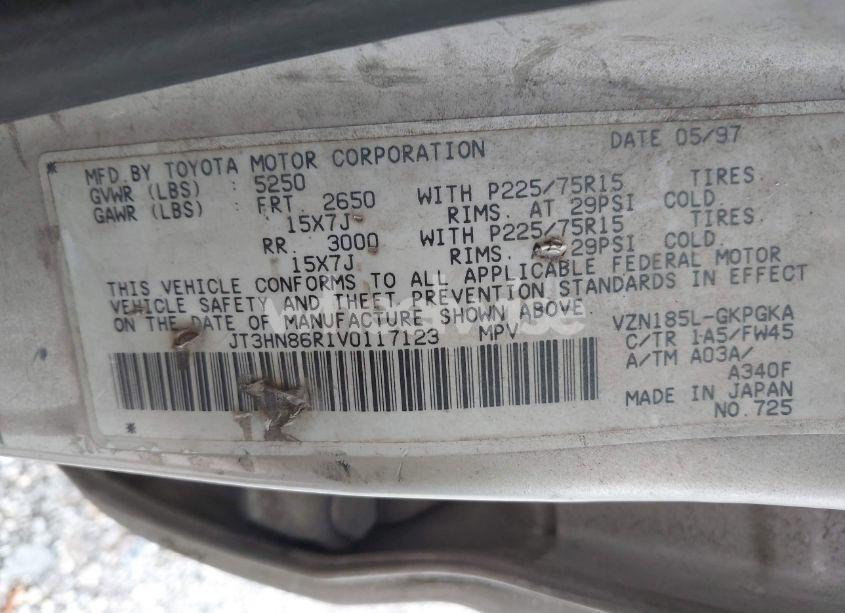 DATE 05/97
MFD. BY TOYOTA MOTOR CORPORATION
GVWR (LBS) : 5250
GAWR (LBS) : FRT. 2650 WITH P225/75R15 TIRES
15X7J RIMS. AT 29PSI COLD.
RR. 3000 WITH P225/75R15 TIRES
15X7J RIMS. 29PSI COLD.
THIS VEHICLE CONFORMS TO ALL APPLICABLE FEDERAL MOTOR
VEHICLE SAFETY AND THEFT PREVENTION STANDARDS IN EFFECT
ON THE DATE OF MANUFACTURE SHOWN ABOVE.
JT3HN86R1V0117123 MPV
VZN185L-GKPGKA
C/TR 1A5/FW45
A/TM A03A/
A340F
MADE IN JAPAN
NO. 725